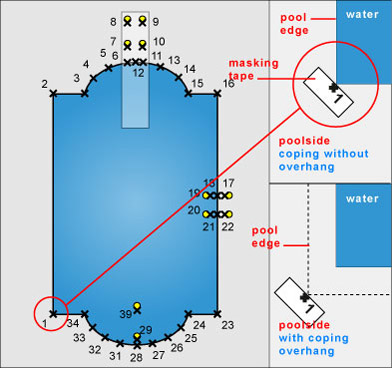 8
9
7
10
6
11
5
12
13
4
14
3
15
2
16
19
18
17
20
21
22
39
1
34
24
23
33
29
25
32
26
31
28
27
pool
edge
water
masking
tape
1
poolside
coping without
overhang
water
pool
edge
1
poolside
with coping
overhang